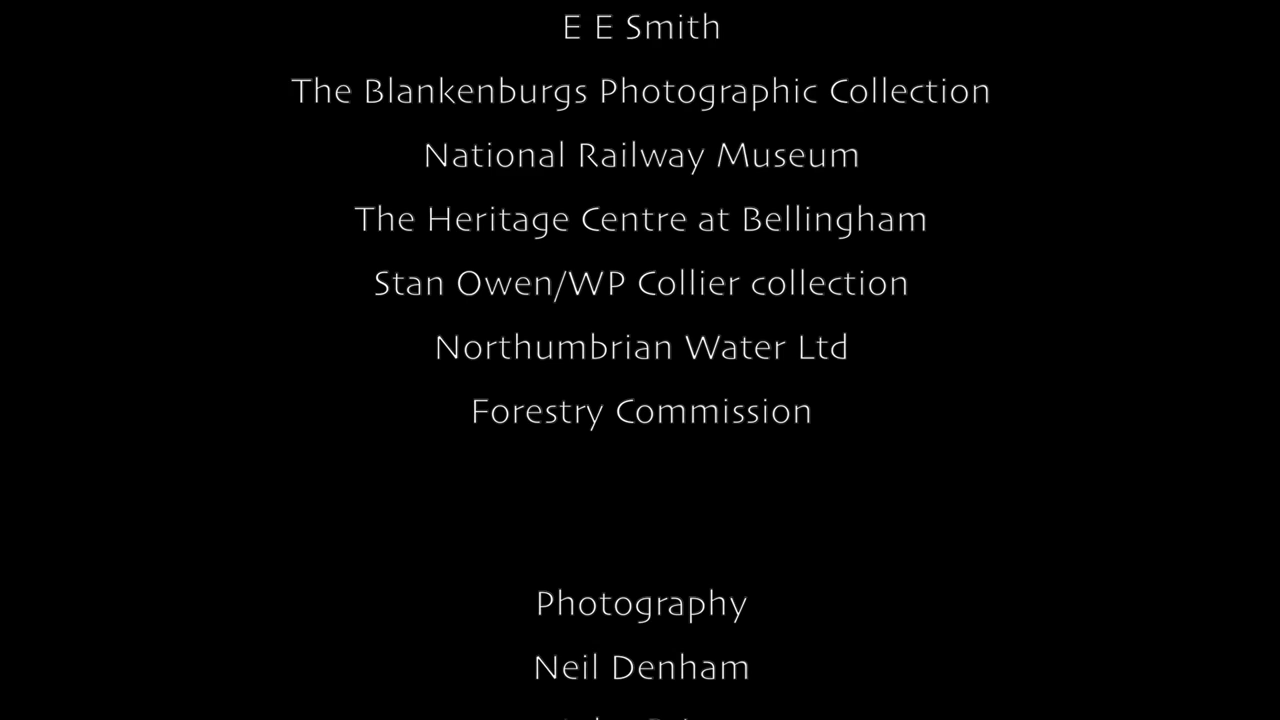 E E Smith
The Blankenburgs Photographic Collection
National Railway Museum
The Heritage Centre at Bellingham
Stan Owen/WP Collier collection
Northumbrian Water Ltd
Forestry Commission
Photography
Neil Denham